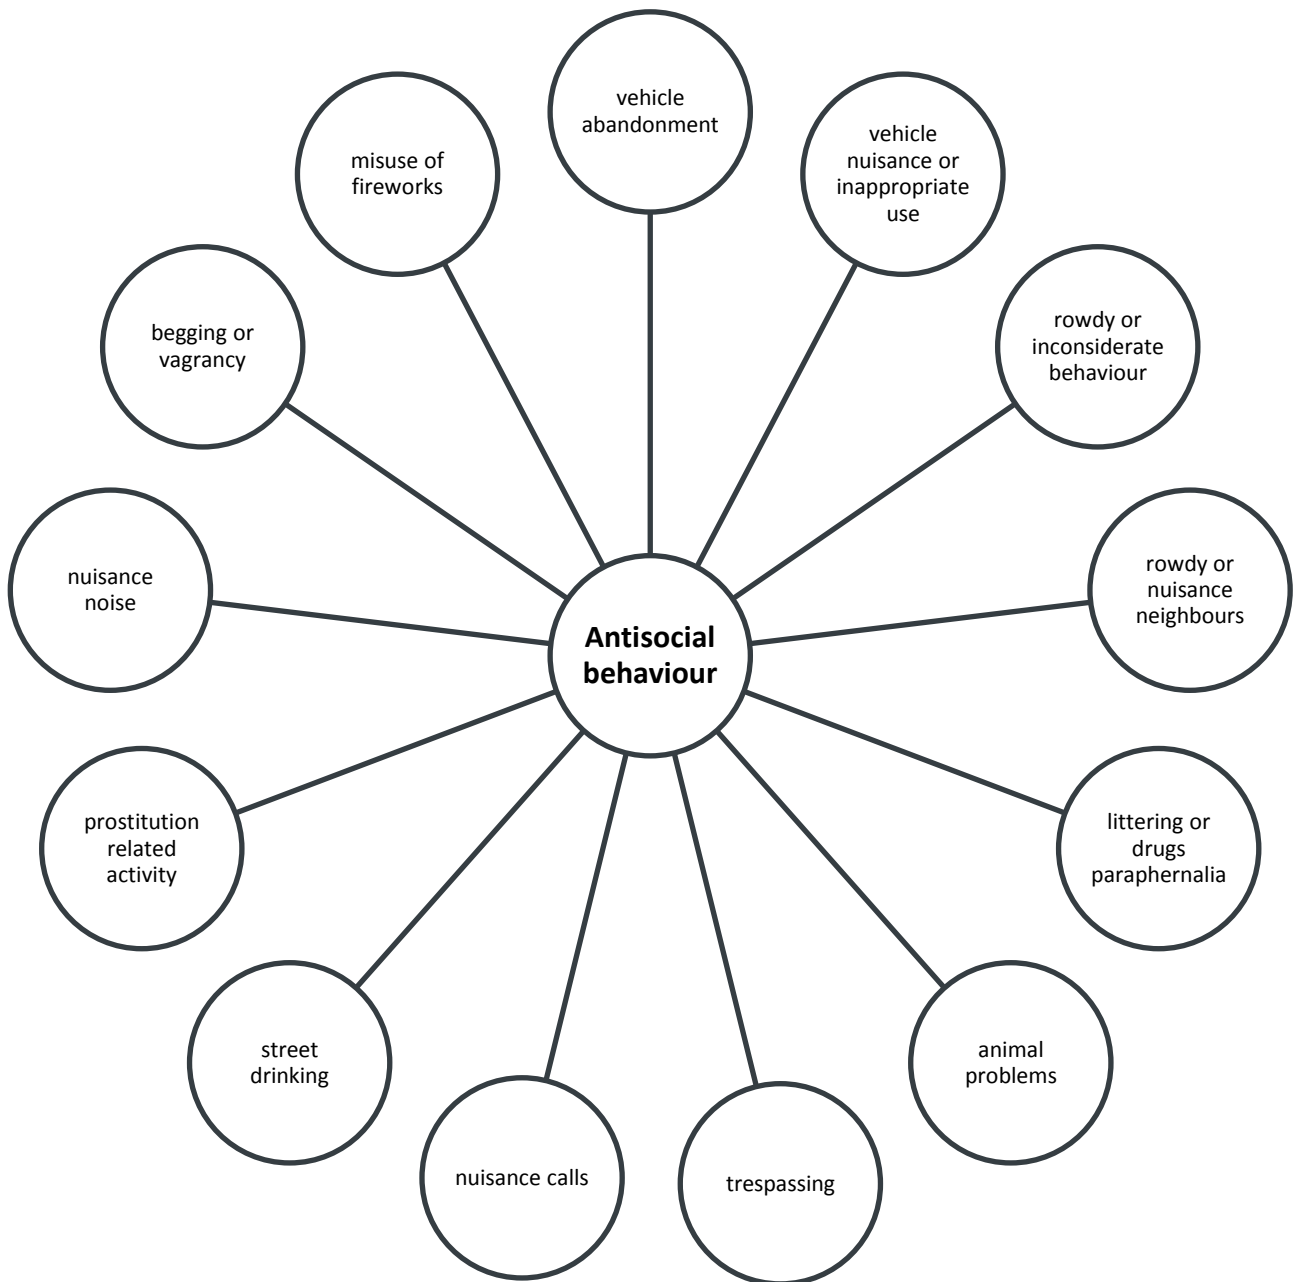 vehicle
abandonment
vehicle
nuisance or
inappropriate
use
rowdy or
inconsiderate
behaviour
rowdy or
nuisance
neighbours
littering or
drugs
paraphernalia
animal
problems
trespassing
nuisance calls
street
drinking
prostitution
related
activity
nuisance
noise
begging or
vagrancy
misuse of
fireworks
Antisocial
behaviour